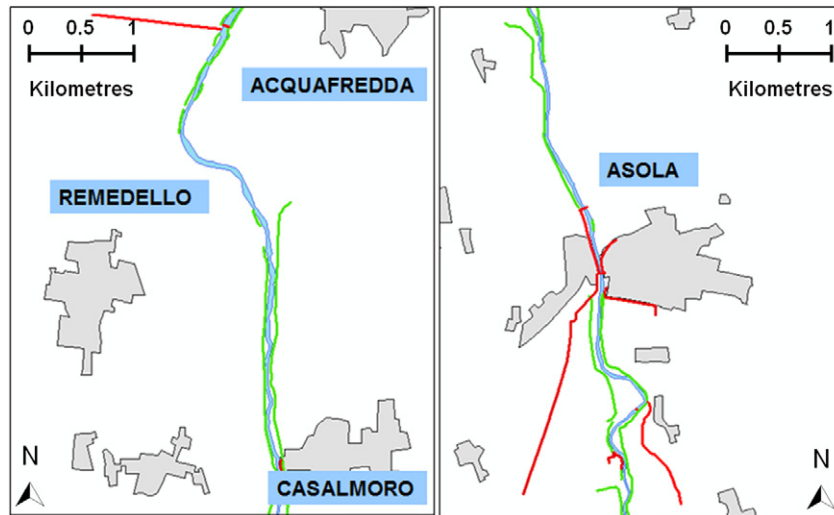 0 0.5 1
Kilometres
ACQUAFREDDA
REMEDELLO
N
CASALMORO
0 0.5 1
Kilometres
ASOLA
N